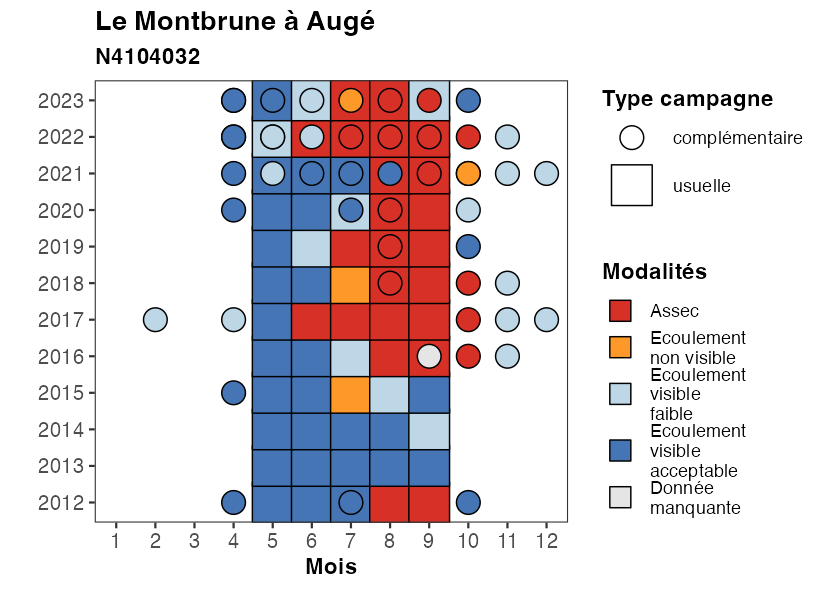 Le Montbrune à Augé
N4104032
2023
2022
2021
2020
2019
2018
2017
2016
2015
2014
2013
2012
1 2 3 4 5 6 7 8 9 10 11 12
Mois
Type campagne
complémentaire
usuelle
Modalités
Assec
Ecoulement
non visible
Ecoulement
visible
faible
Ecoulement
visible
acceptable
Donnée
manquante